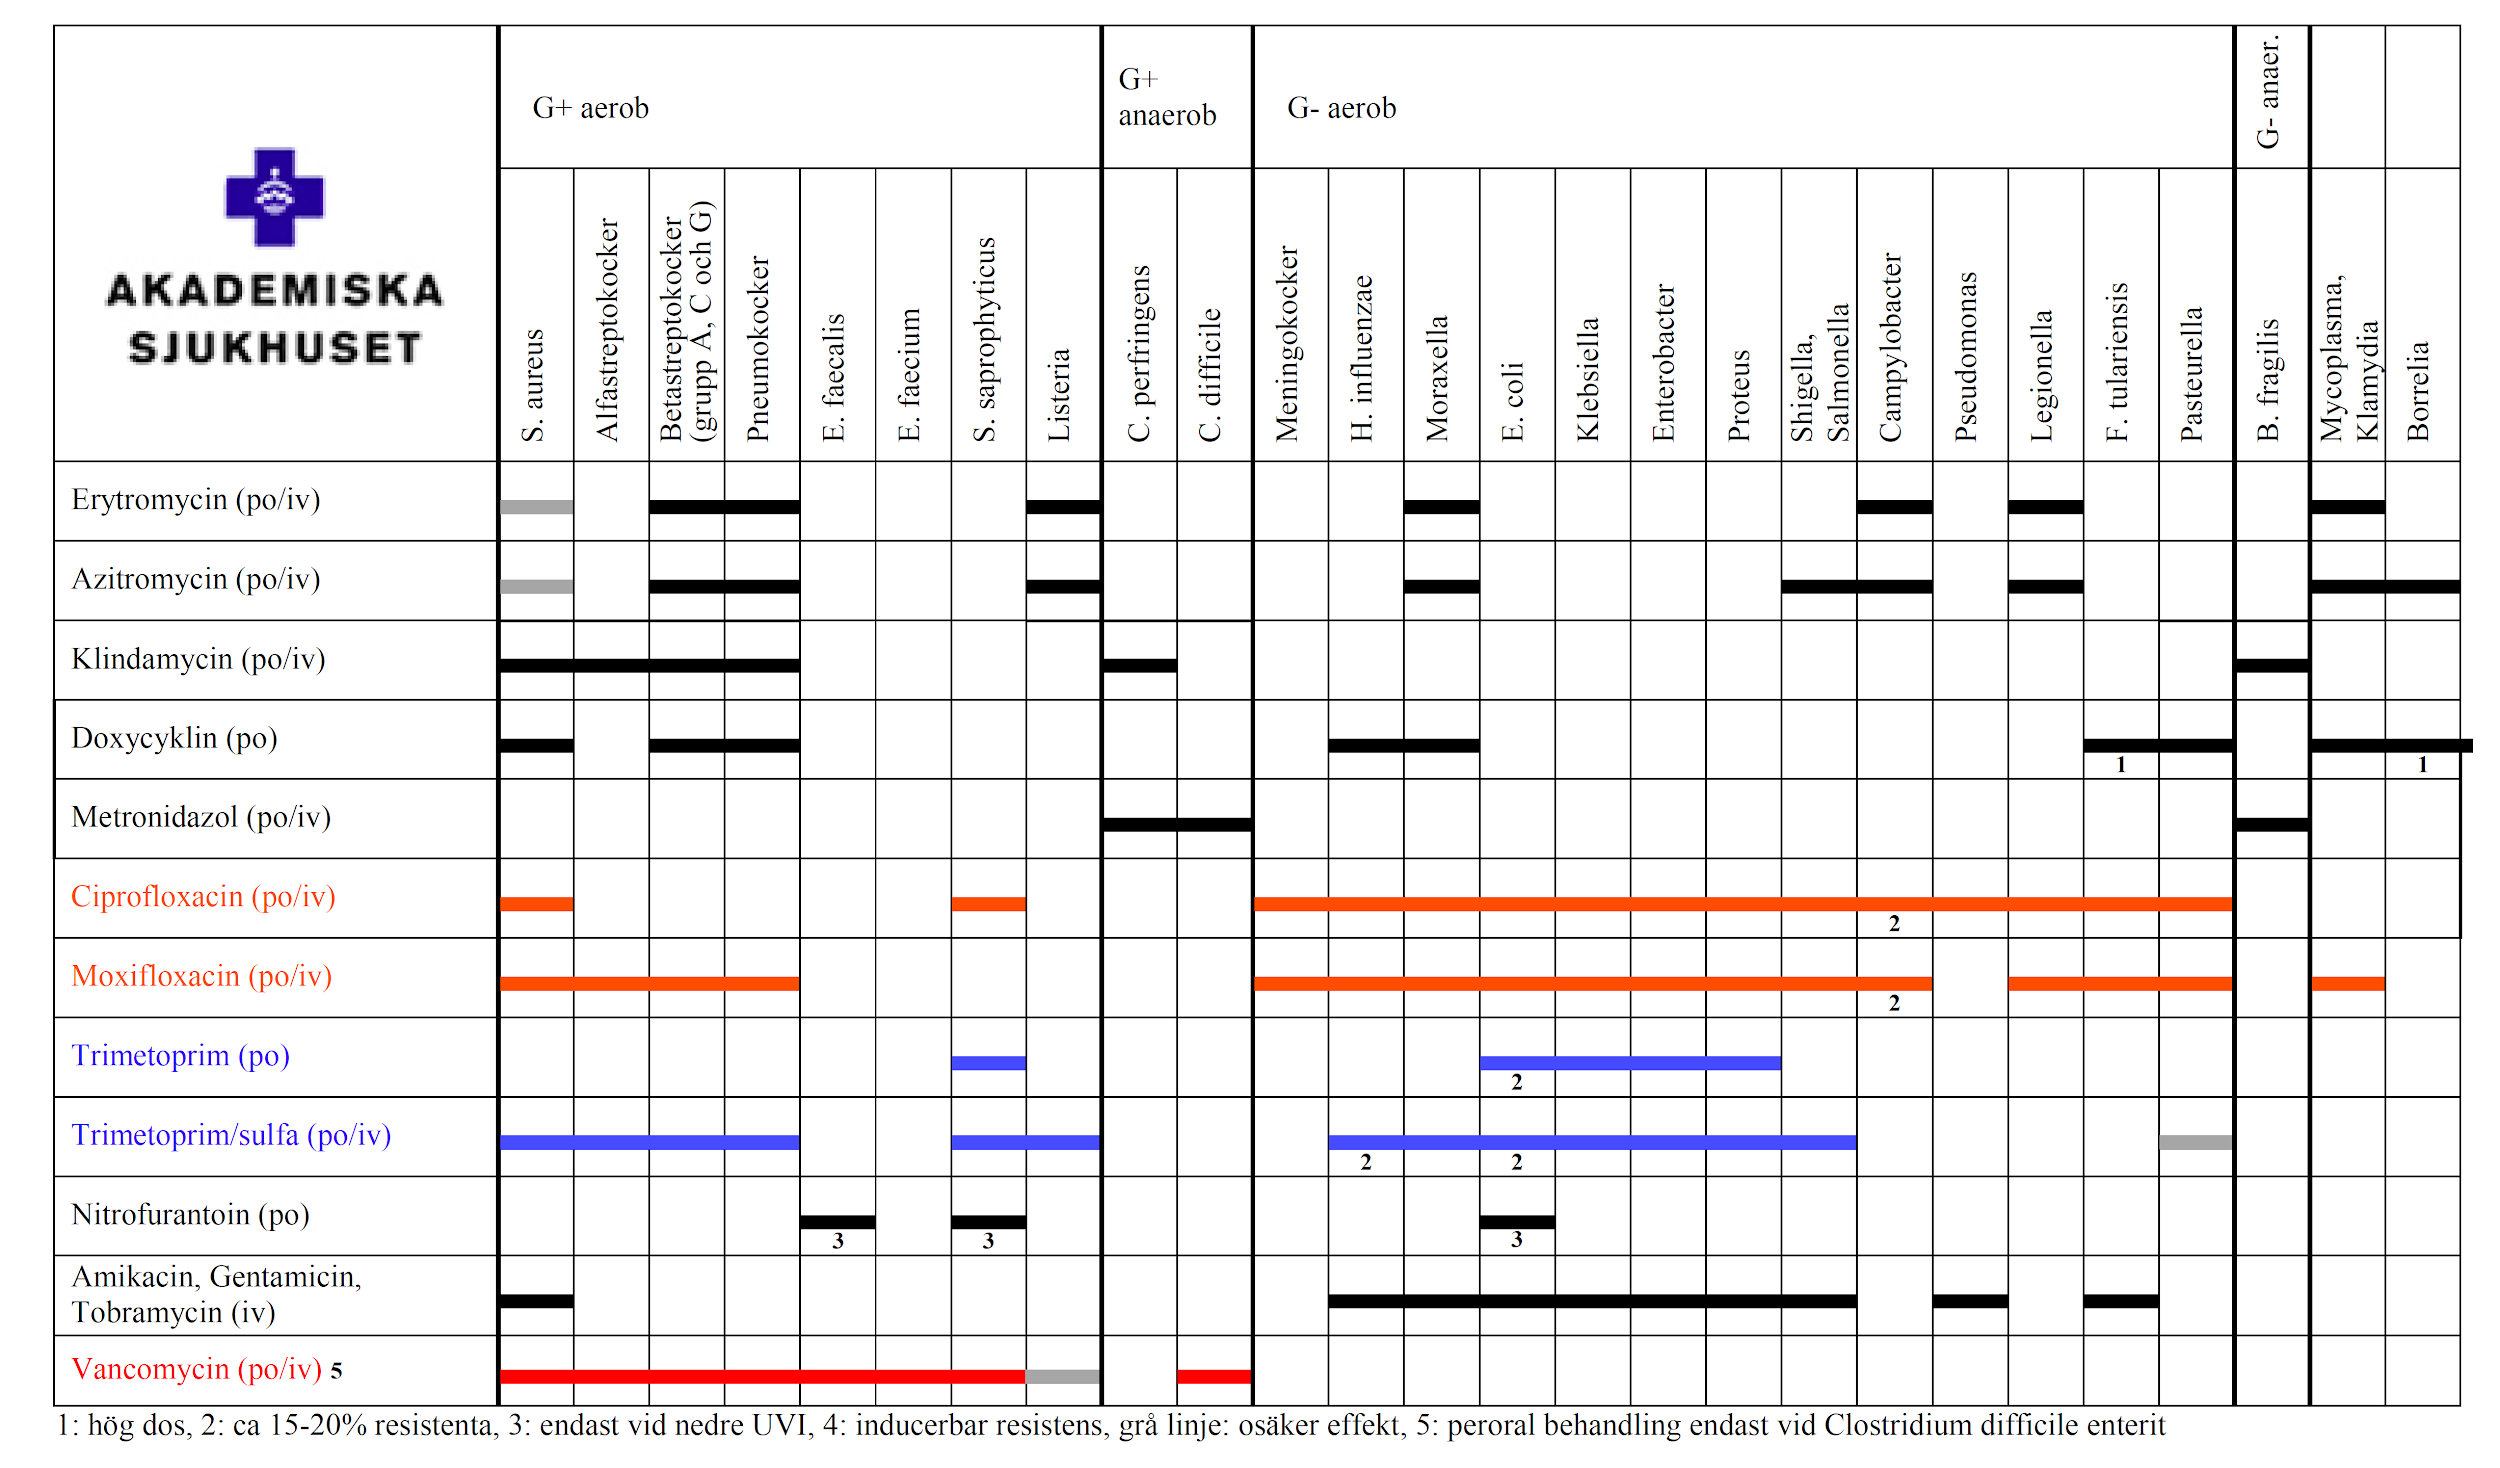 AKADEMISKA
SJUKHUSET
G+ aerob
G+
anaerob
G- aerob
G- anaer.
S. aureus
Alfastreptokocker
Betastreptokocker
(grupp A, C och G)
Pneumokocker
E. faecalis
E. faecium
S. saprophyticus
Listeria
C. perfringens
C. difficile
Meningokocker
H. influenzae
Moraxella
E. coli
Klebsiella
Enterobacter
Proteus
Shigella,
Salmonella
Campylobacter
Pseudomonas
Legionella
F. tulariensis
Pasteurella
B. fragilis
Mycoplasma,
Klamydia
Borrelia
Erytromycin (po/iv)
Azitromycin (po/iv)
Klindamycin (po/iv)
Doxycyklin (po)
1 1
Metronidazol (po/iv)
Ciprofloxacin (po/iv)
2
Moxifloxacin (po/iv)
2
Trimetoprim (po)
2
Trimetoprim/sulfa (po/iv)
2 2
Nitrofurantoin (po)
3 3 3
Amikacin, Gentamicin,
Tobramycin (iv)
Vancomycin (po/iv) 5
1: hög dos, 2: ca 15-20% resistenta, 3: endast vid nedre UVI, 4: inducerbar resistens, grå linje: osäker effekt, 5: peroral behandling endast vid Clostridium difficile enterit